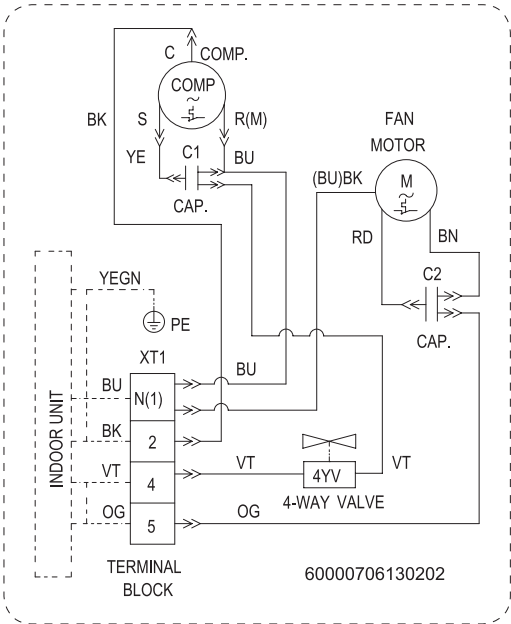 C COMP.
COMP
~
BK
S
R(M)
FAN
MOTOR
YE
C1
BU
(BU)BK
M
~
CAP.
RD
BN
YEGN
C2
PE
CAP.
XT1
BU
BU
N(1)
BK
2
INDOOR UNIT
VT
4
VT
4YV
VT
4-WAY VALVE
OG
5
OG
TERMINAL
BLOCK
60000706130202